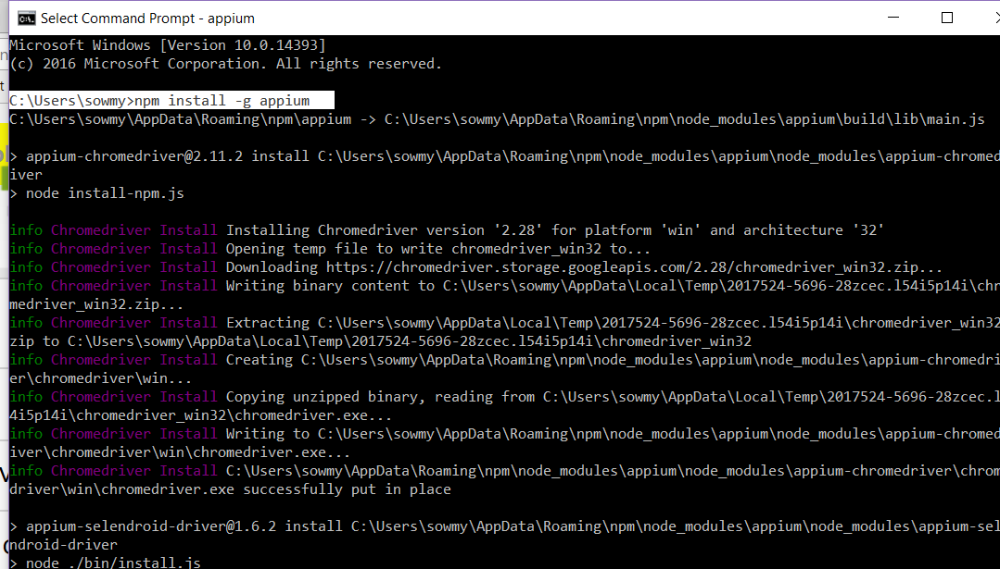 Select Command Prompt - appium
Microsoft Windows [Version 10.0.14393]
(c) 2016 Microsoft Corporation. All rights reserved.
C:\Users\sowmy>npm install -g appium
C:\Users\sowmy\AppData\Roaming\npm\appium -> C:\Users\sowmy\AppData\Roaming\npm\node_modules\appium\build\lib\main.js
> appium-chromedriver@2.11.2 install C:\Users\sowmy\AppData\Roaming\npm\node_modules\appium\node_modules\appium-chromed
iver
> node install-npm.js
info Chromedriver Install Installing Chromedriver version '2.28' for platform 'win' and architecture '32'
info Chromedriver Install Opening temp file to write chromedriver_win32 to...
info Chromedriver Install Downloading https://chromedriver.storage.googleapis.com/2.28/chromedriver_win32.zip...
info Chromedriver Install Writing binary content to C:\Users\sowmy\AppData\Local\Temp\2017524-5696-28zcec.l54i5p14i\chr
medriver_win32.zip...
info Chromedriver Install Extracting C:\Users\sowmy\AppData\Local\Temp\2017524-5696-28zcec.l54i5p14i\chromedriver_win32
zip to C:\Users\sowmy\AppData\Local\Temp\2017524-5696-28zcec.l54i5p14i\chromedriver_win32
info Chromedriver Install Creating C:\Users\sowmy\AppData\Roaming\npm\node_modules\appium\node_modules\appium-chromedri
er\chromedriver\win...
info Chromedriver Install Copying unzipped binary, reading from C:\Users\sowmy\AppData\Local\Temp\2017524-5696-28zcec.l
4i5p14i\chromedriver_win32\chromedriver.exe...
info Chromedriver Install Writing to C:\Users\sowmy\AppData\Roaming\npm\node_modules\appium\node_modules\appium-chromed
iver\chromedriver\win\chromedriver.exe...
info Chromedriver Install C:\Users\sowmy\AppData\Roaming\npm\node_modules\appium\node_modules\appium-chromedriver\chrom
driver\win\chromedriver.exe successfully put in place
> appium-selendroid-driver@1.6.2 install C:\Users\sowmy\AppData\Roaming\npm\node_modules\appium\node_modules\appium-sel
ndroid-driver
> node ./bin/install.js